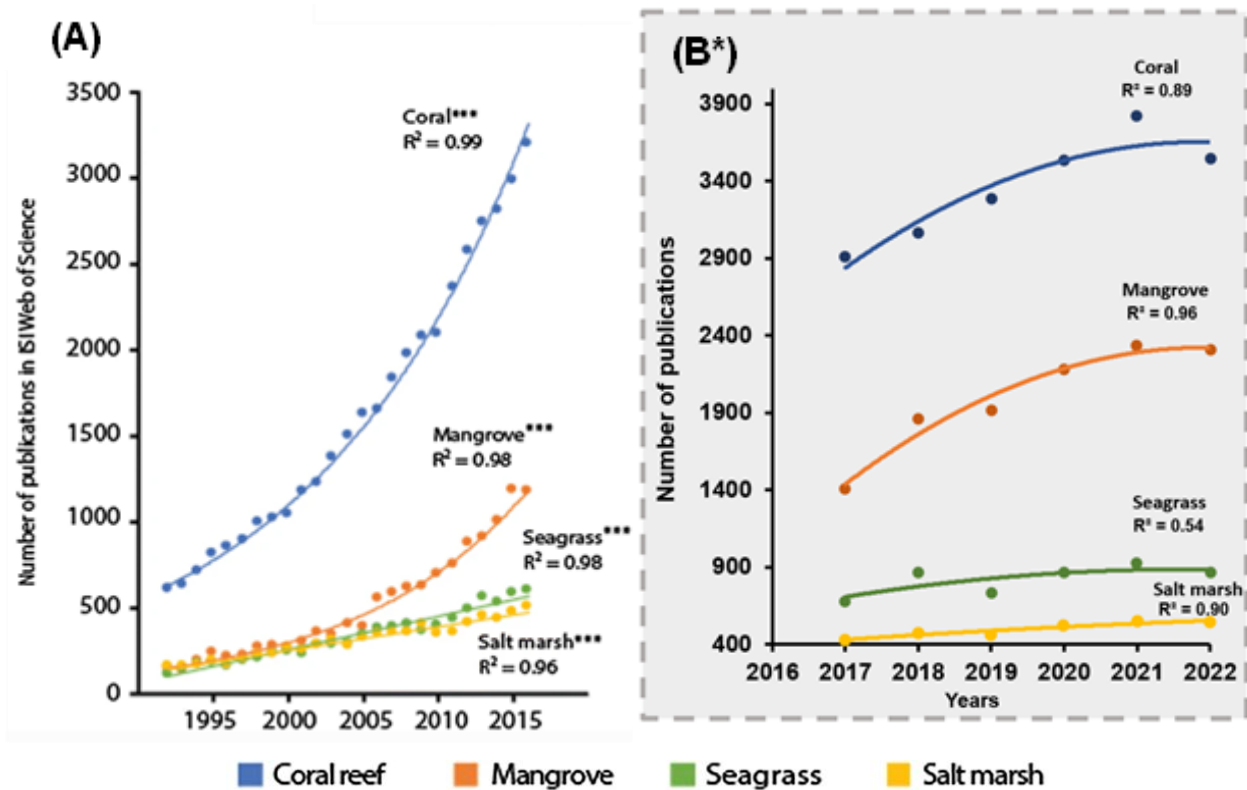 (A)
Number of publications in ISI Web of Science
3500
3000
2500
2000
1500
1000
500
0
1995
2000
2005
2010
2015
Coral***
R² = 0.99
Mangrove***
R² = 0.98
Seagrass***
R² = 0.98
Salt marsh***
R² = 0.96
(B*)
Number of publications
3900
3400
2900
2400
1900
1400
900
400
2016
2017
2018
2019
2020
2021
2022
Years
Coral
R² = 0.89
Mangrove
R² = 0.96
Seagrass
R² = 0.54
Salt marsh
R² = 0.90
Coral reef
Mangrove
Seagrass
Salt marsh